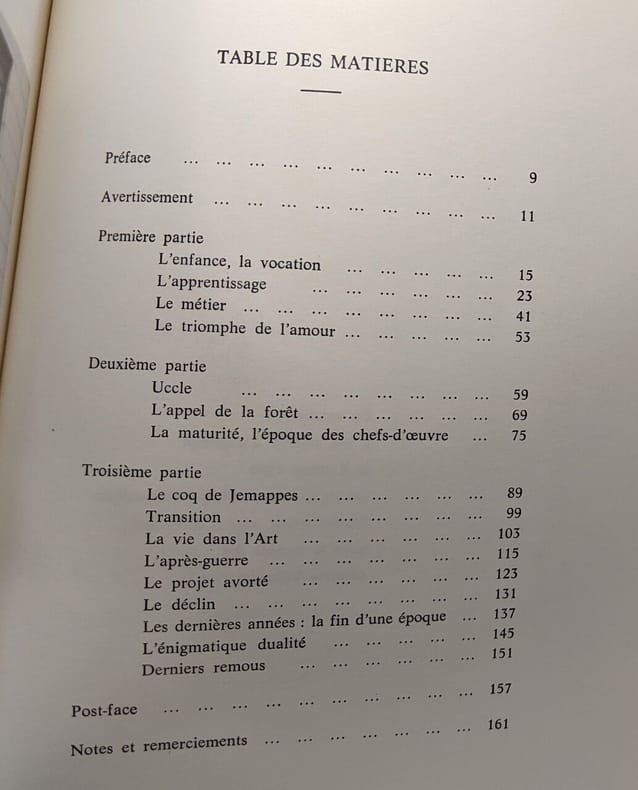 TABLE DES MATIERES
Préface ... ... ... ... ... ... ... ... ... ... 9
Avertissement ... ... ... ... ... ... ... ... ... 11
Première partie
L'enfance, la vocation ... ... ... ... ... 15
L'apprentissage ... ... ... ... ... ... 23
Le métier ... ... ... ... ... ... ... ... 41
Le triomphe de l'amour ... ... ... ... ... 53
Deuxième partie
Uccle ... ... ... ... ... ... ... ... 59
L'appel de la forêt ... ... ... ... ... ... 69
La maturité, l'époque des chefs-d'œuvre ... 75
Troisième partie
Le coq de Jemappes ... ... ... ... ... ... 89
Transition ... ... ... ... ... ... ... ... 99
La vie dans l'Art ... ... ... ... ... ... 103
L'après-guerre ... ... ... ... ... ... ... 115
Le projet avorté ... ... ... ... ... ... 123
Le déclin ... ... ... ... ... ... ... ... 131
Les dernières années : la fin d'une époque ... 137
L'énigmatique dualité ... ... ... ... ... 145
Derniers remous ... ... ... ... ... ... 151
Post-face ... ... ... ... ... ... ... ... ... ... 157
Notes et remerciements ... ... ... ... ... ... ... 161